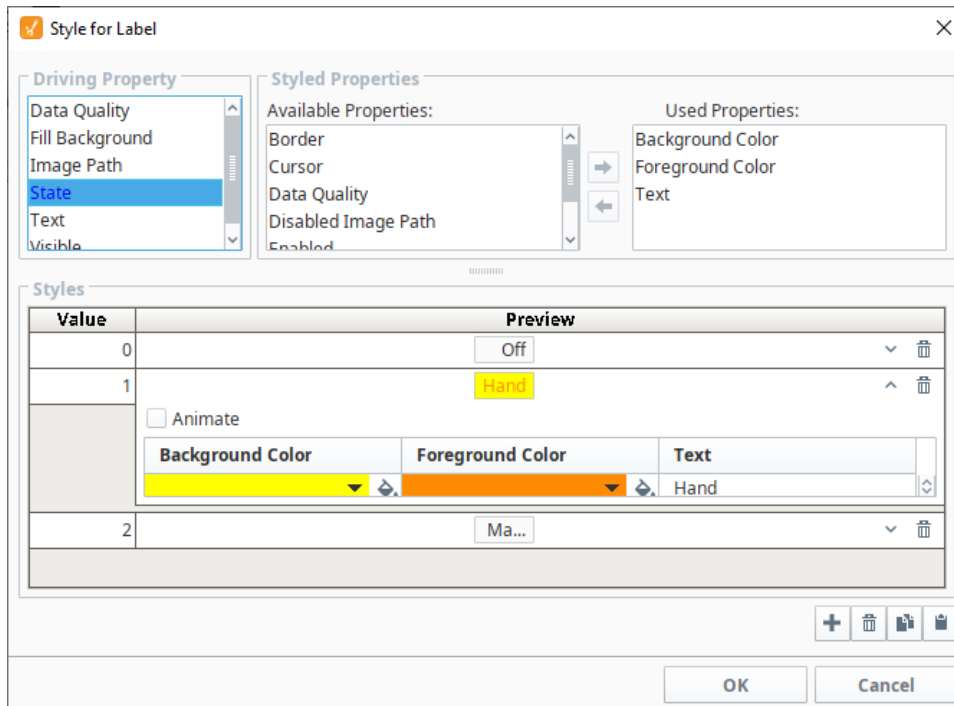 Style for Label
Driving Property
Styled Properties
Data Quality
Fill Background
Image Path
State
Text
Visible
Available Properties:
Border
Cursor
Data Quality
Disabled Image Path
Enabled
Used Properties:
Background Color
Foreground Color
Text
Styles
Value Preview
0 Off
1 Hand
Animate
Background Color Foreground Color Text
Hand
2 Ma...
OK Cancel